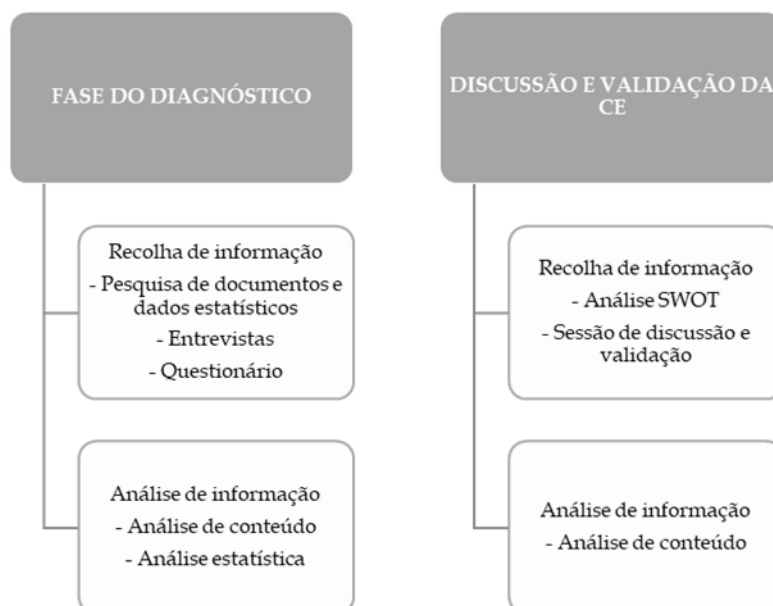 FASE DO DIAGNÓSTICO
Recolha de informação
- Pesquisa de documentos e
dados estatísticos
- Entrevistas
- Questionário
Análise de informação
- Análise de conteúdo
- Análise estatística
DISCUSSÃO E VALIDAÇÃO DA
CE
Recolha de informação
- Análise SWOT
- Sessão de discussão e
validação
Análise de informação
- Análise de conteúdo